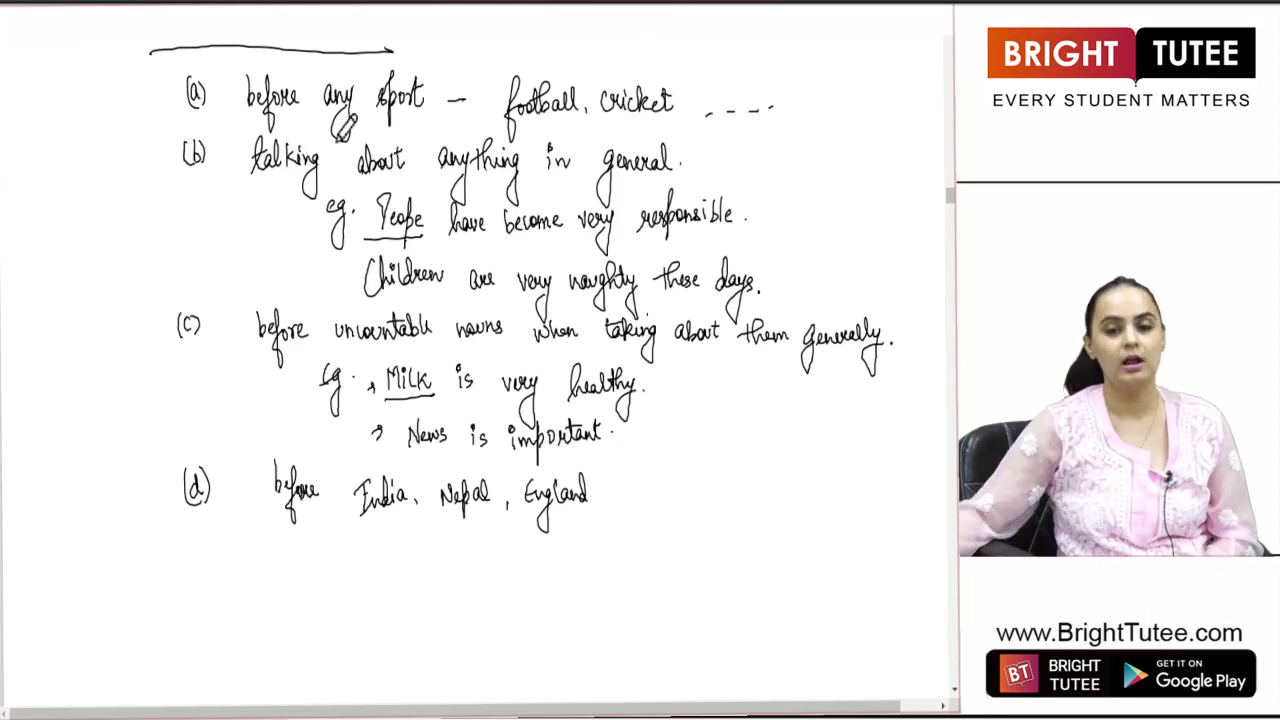 (a) before any sport - football, cricket , - - - .
(b) talking about anything in general.
eg. Peope have become very responsible.
Children are very naughty these days.
(c) before uncountable nouns when taking about them generally.
Eg. , Milk is very healthy.
> News is important.
(d) before India, Nepal, England
BRIGHT TUTEE
EVERY STUDENT MATTERS
www.BrightTutee.com
BT BRIGHT TUTEE
GET IT ON Google Play